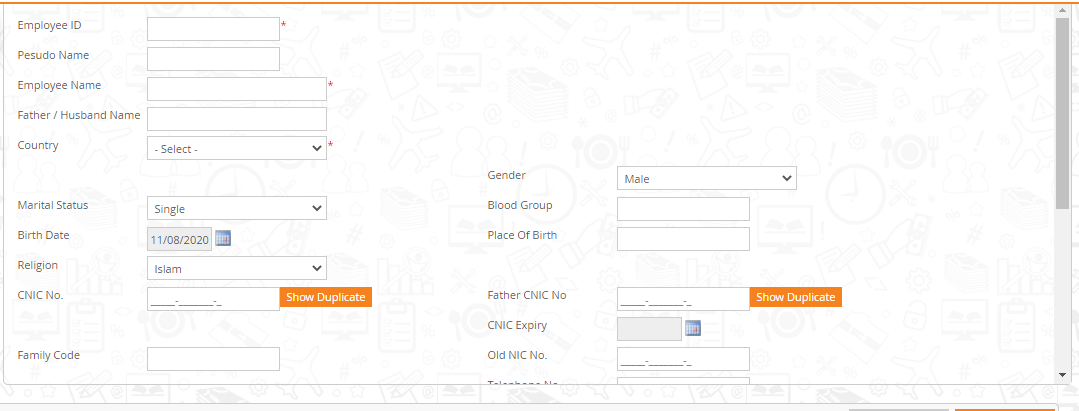 Employee ID *
Pesudo Name
Employee Name *
Father / Husband Name
Country - Select - *
Gender Male
Marital Status Single Blood Group
Birth Date 11/08/2020 Place Of Birth
Religion Islam
CNIC No. _____-_______-_ Show Duplicate Father CNIC No _____-_______-_ Show Duplicate
CNIC Expiry
Family Code Old NIC No. _____-_______-_
Telephone No